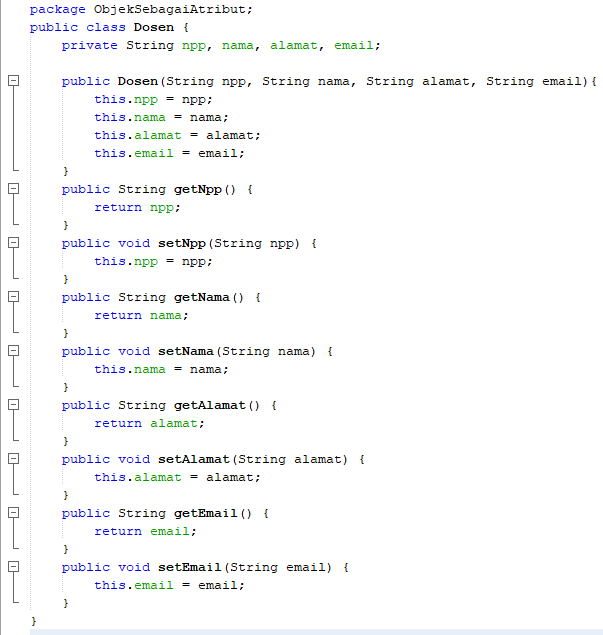 package ObjekSebagaiAtribut;
public class Dosen {
    private String npp, nama, alamat, email;

    public Dosen(String npp, String nama, String alamat, String email){
        this.npp = npp;
        this.nama = nama;
        this.alamat = alamat;
        this.email = email;
    }
    public String getNpp() {
        return npp;
    }
    public void setNpp(String npp) {
        this.npp = npp;
    }
    public String getNama() {
        return nama;
    }
    public void setNama(String nama) {
        this.nama = nama;
    }
    public String getAlamat() {
        return alamat;
    }
    public void setAlamat(String alamat) {
        this.alamat = alamat;
    }
    public String getEmail() {
        return email;
    }
    public void setEmail(String email) {
        this.email = email;
    }
}